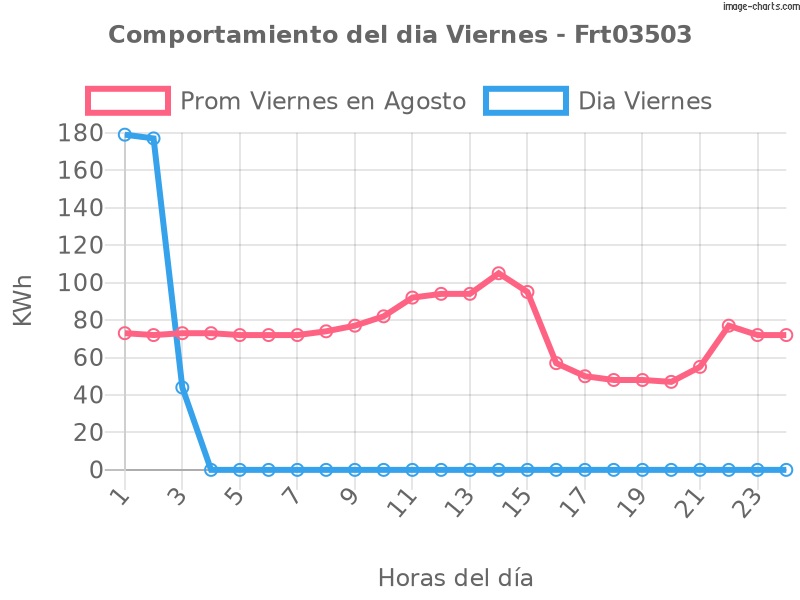 image-charts.com
Comportamiento del dia Viernes - Frt03503
Prom Viernes en Agosto Dia Viernes
180
160
140
120
100
80
60
40
20
0
KWh
1 3 5 7 9 11 13 15 17 19 21 23
Horas del día